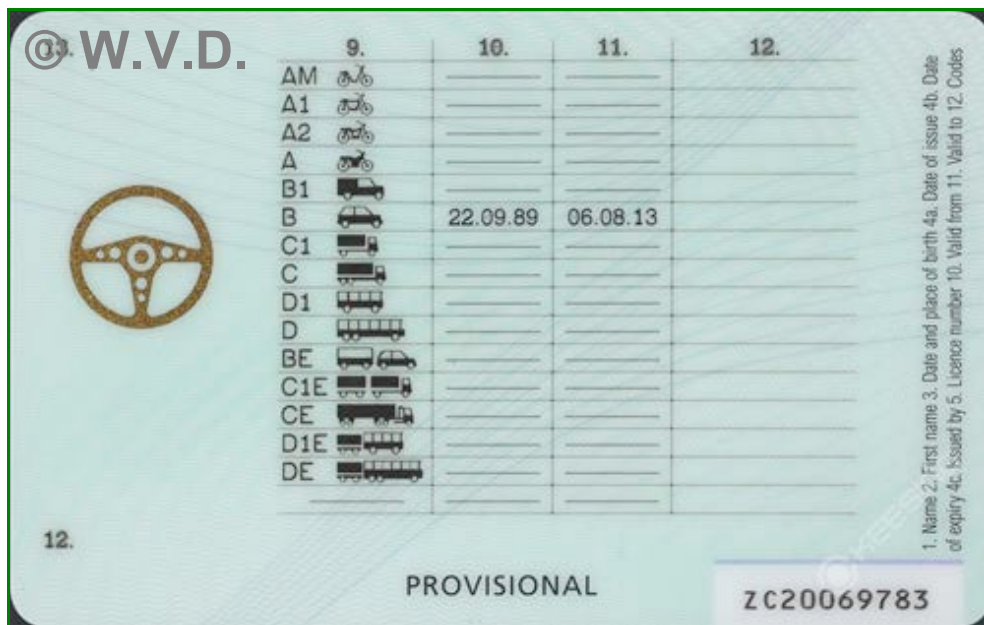 © W.V.D.
13.
9. 10. 11. 12.
AM
A1
A2
A
B1
B 22.09.89 06.08.13
C1
C
D1
D
BE
C1E
CE
D1E
DE
12.
PROVISIONAL
ZC20069783
1. Name 2. First name 3. Date and place of birth 4a. Date of issue 4b. Date
of expiry 4c. Issued by 5. Licence number 10. Valid from 11. Valid to 12. Codes
KEESING